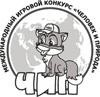 МЕЖДУНАРОДНЫЙ ИГРОВОЙ КОНКУРС «ЧЕЛОВЕК И ПРИРОДА»
ЧИП